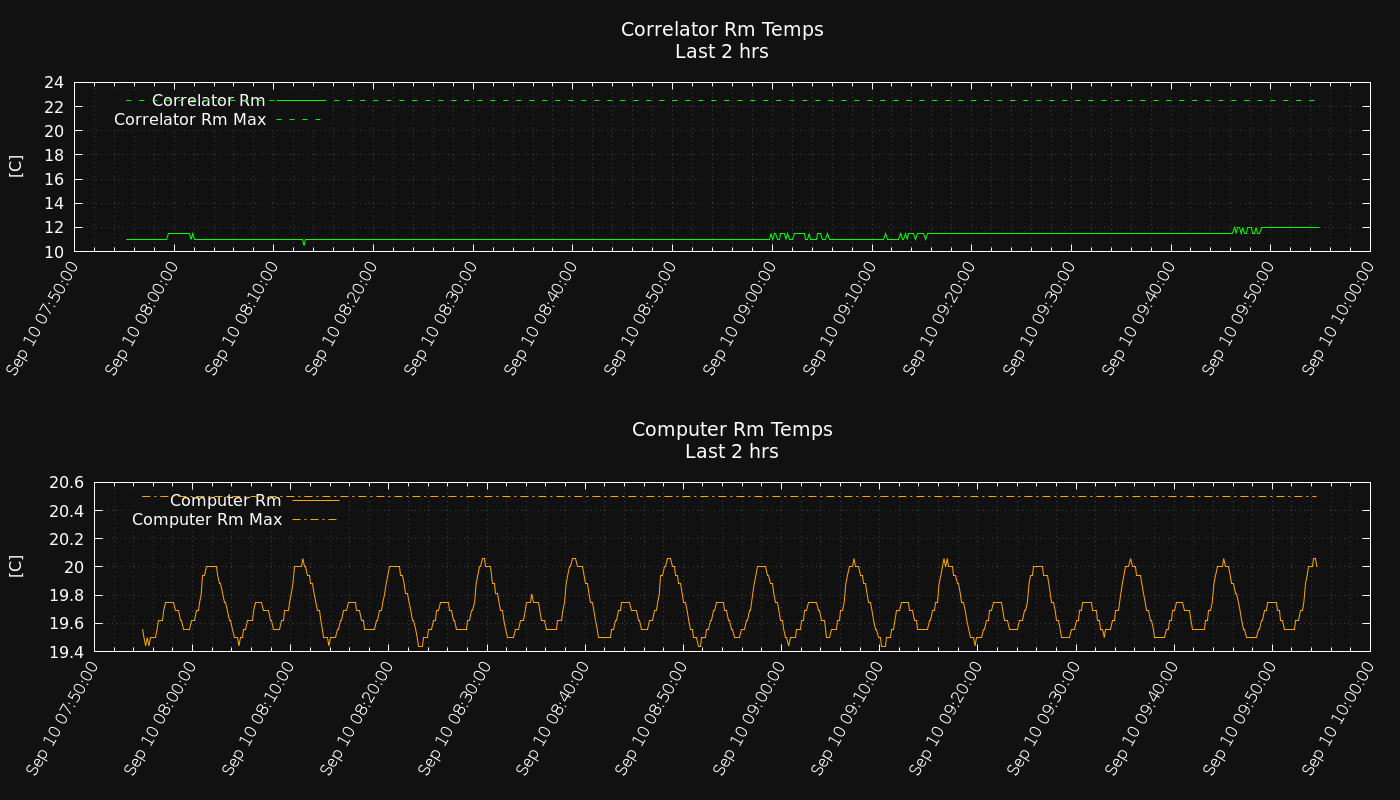 Correlator Rm Temps
Last 2 hrs
24
22
20
18
16
14
12
10
[C]
Correlator Rm
Correlator Rm Max
Sep 10 07:50:00
Sep 10 08:00:00
Sep 10 08:10:00
Sep 10 08:20:00
Sep 10 08:30:00
Sep 10 08:40:00
Sep 10 08:50:00
Sep 10 09:00:00
Sep 10 09:10:00
Sep 10 09:20:00
Sep 10 09:30:00
Sep 10 09:40:00
Sep 10 09:50:00
Sep 10 10:00:00
Computer Rm Temps
Last 2 hrs
20.6
20.4
20.2
20
19.8
19.6
19.4
[C]
Computer Rm
Computer Rm Max
Sep 10 07:50:00
Sep 10 08:00:00
Sep 10 08:10:00
Sep 10 08:20:00
Sep 10 08:30:00
Sep 10 08:40:00
Sep 10 08:50:00
Sep 10 09:00:00
Sep 10 09:10:00
Sep 10 09:20:00
Sep 10 09:30:00
Sep 10 09:40:00
Sep 10 09:50:00
Sep 10 10:00:00